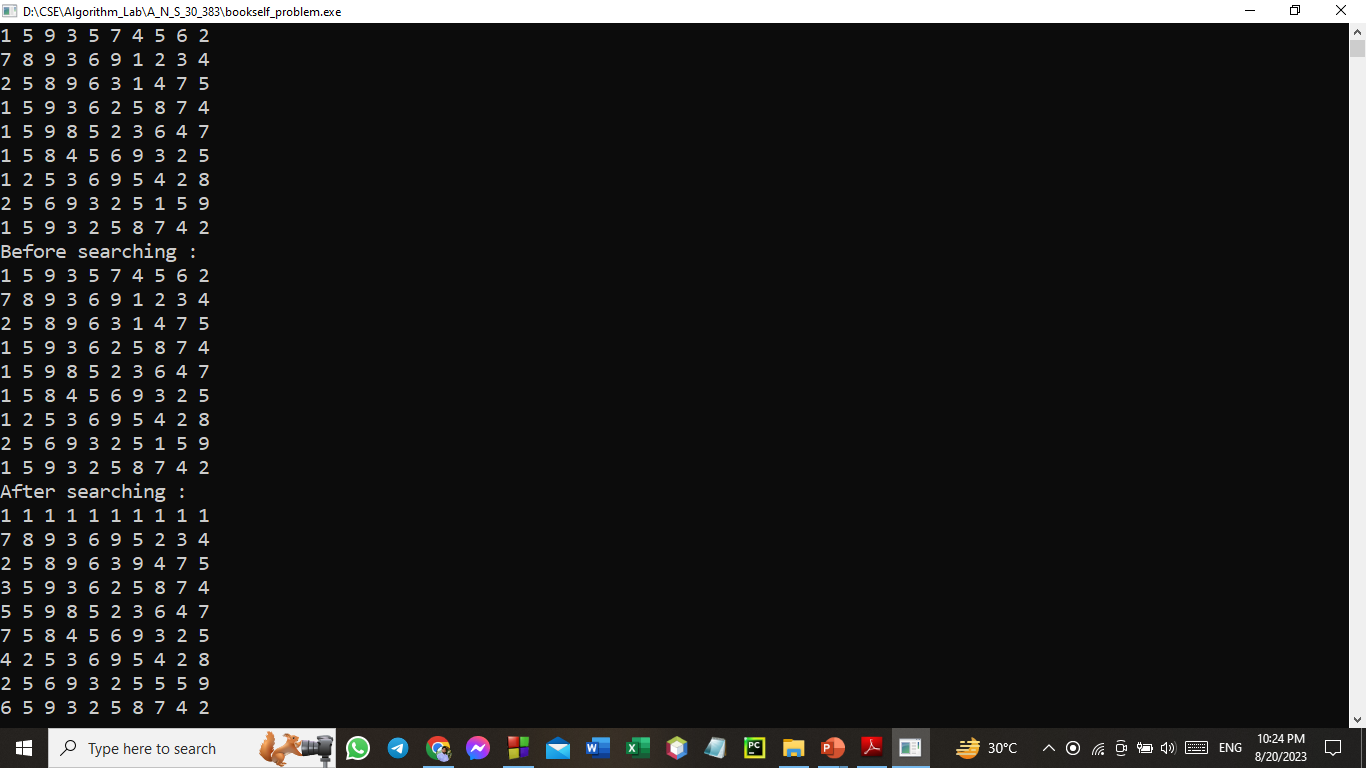 D:\CSE\Algorithm_Lab\A_N_S_30_383\bookself_problem.exe
1 5 9 3 5 7 4 5 6 2
7 8 9 3 6 9 1 2 3 4
2 5 8 9 6 3 1 4 7 5
1 5 9 3 6 2 5 8 7 4
1 5 9 8 5 2 3 6 4 7
1 5 8 4 5 6 9 3 2 5
1 2 5 3 6 9 5 4 2 8
2 5 6 9 3 2 5 1 5 9
1 5 9 3 2 5 8 7 4 2
Before searching :
1 5 9 3 5 7 4 5 6 2
7 8 9 3 6 9 1 2 3 4
2 5 8 9 6 3 1 4 7 5
1 5 9 3 6 2 5 8 7 4
1 5 9 8 5 2 3 6 4 7
1 5 8 4 5 6 9 3 2 5
1 2 5 3 6 9 5 4 2 8
2 5 6 9 3 2 5 1 5 9
1 5 9 3 2 5 8 7 4 2
After searching :
1 1 1 1 1 1 1 1 1 1
7 8 9 3 6 9 5 2 3 4
2 5 8 9 6 3 9 4 7 5
3 5 9 3 6 2 5 8 7 4
5 5 9 8 5 2 3 6 4 7
7 5 8 4 5 6 9 3 2 5
4 2 5 3 6 9 5 4 2 8
2 5 6 9 3 2 5 5 5 9
6 5 9 3 2 5 8 7 4 2
Type here to search
PC
30°C
ENG
10:24 PM
8/20/2023